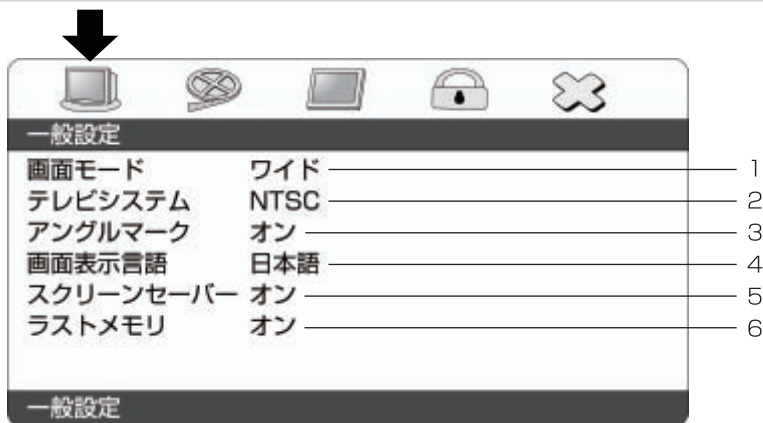 一般設定
画面モード ワイド 1
テレビシステム NTSC 2
アングルマーク オン 3
画面表示言語 日本語 4
スクリーンセーバー オン 5
ラストメモリ オン 6
一般設定